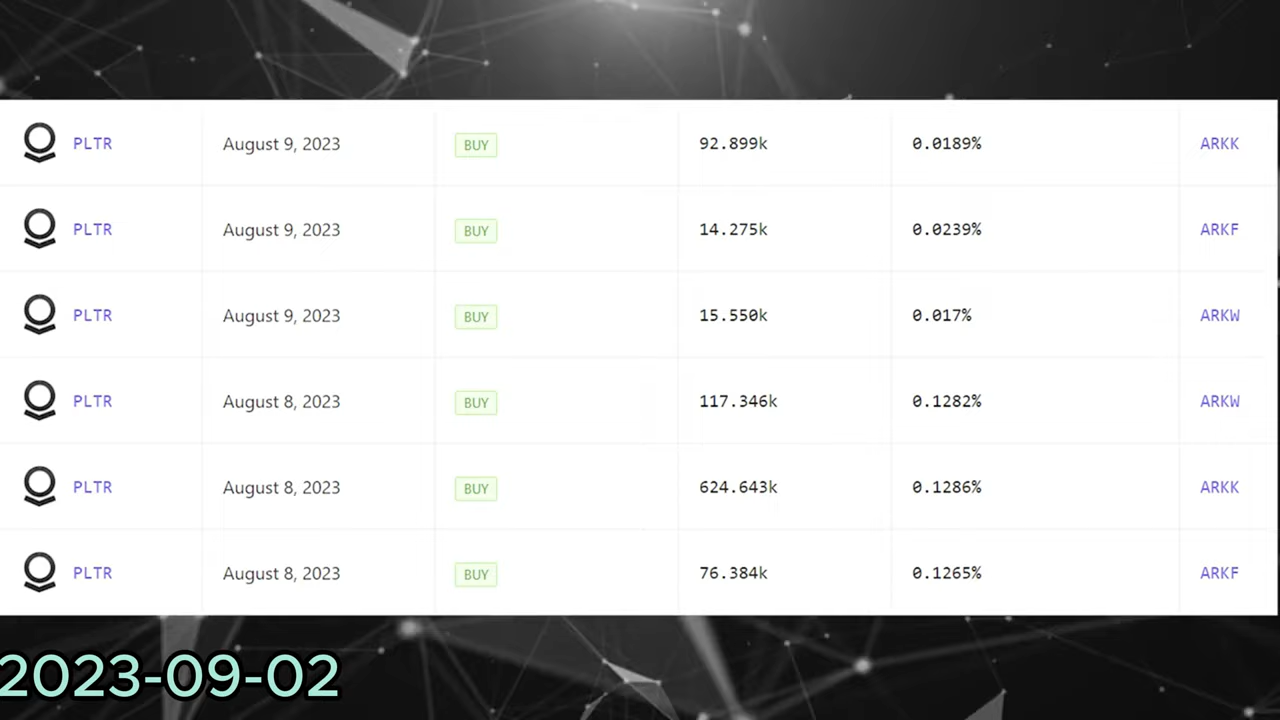 PLTR August 9, 2023 BUY 92.899k 0.0189% ARKK
PLTR August 9, 2023 BUY 14.275k 0.0239% ARKF
PLTR August 9, 2023 BUY 15.550k 0.017% ARKW
PLTR August 8, 2023 BUY 117.346k 0.1282% ARKW
PLTR August 8, 2023 BUY 624.643k 0.1286% ARKK
PLTR August 8, 2023 BUY 76.384k 0.1265% ARKF
2023-09-02